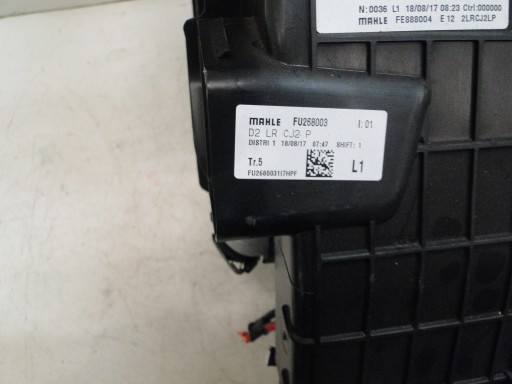 N:0036 L1 18/08/17 08:23 Ctrl:000000
MAHLE FE888004 E 12 2LRCJ2LP
MAHLE FU268003 I: 01
D2 LR CJ2 P
DISTRI 1 18/08/17 07:47 SHIFT: 1
Tr.5
L1
FU268003117HPF